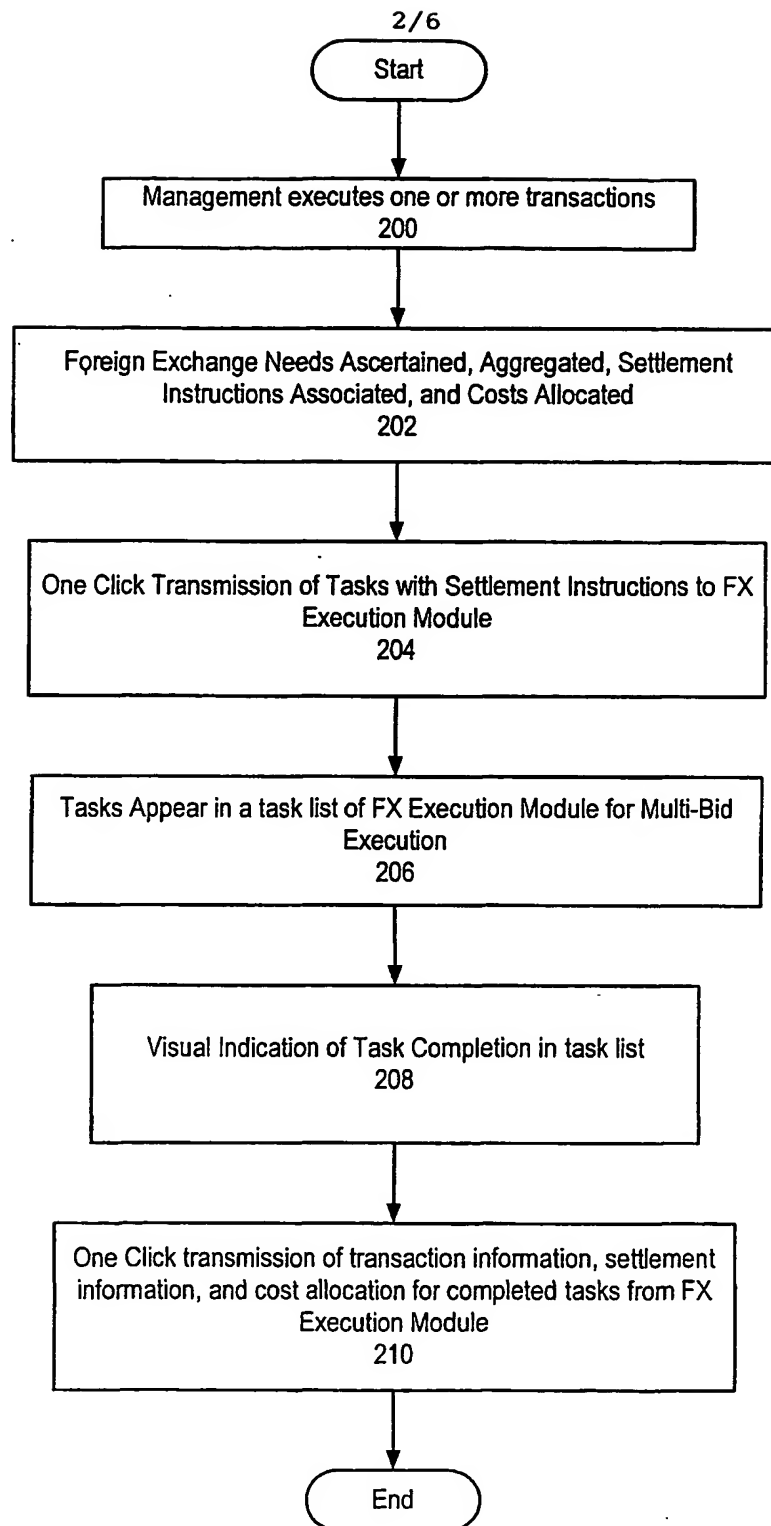 2/6
Start
Management executes one or more transactions
200
Foreign Exchange Needs Ascertained, Aggregated, Settlement
Instructions Associated, and Costs Allocated
202
One Click Transmission of Tasks with Settlement Instructions to FX
Execution Module
204
Tasks Appear in a task list of FX Execution Module for Multi-Bid
Execution
206
Visual Indication of Task Completion in task list
208
One Click transmission of transaction information, settlement
information, and cost allocation for completed tasks from FX
Execution Module
210
End